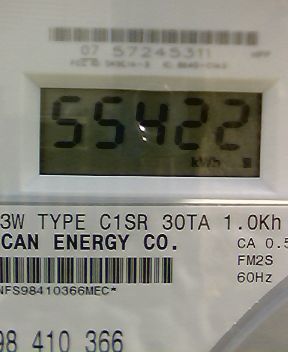 07 57245311
55422
kWh
3W TYPE C1SR 30TA 1.0Kh
CAN ENERGY CO.
CA 0.5
FM2S
60Hz
NFS98410366MEC*
98 410 366